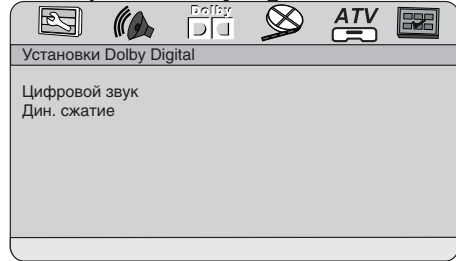 Dolby
ATV
Установки Dolby Digital
Цифровой звук
Дин. сжатие